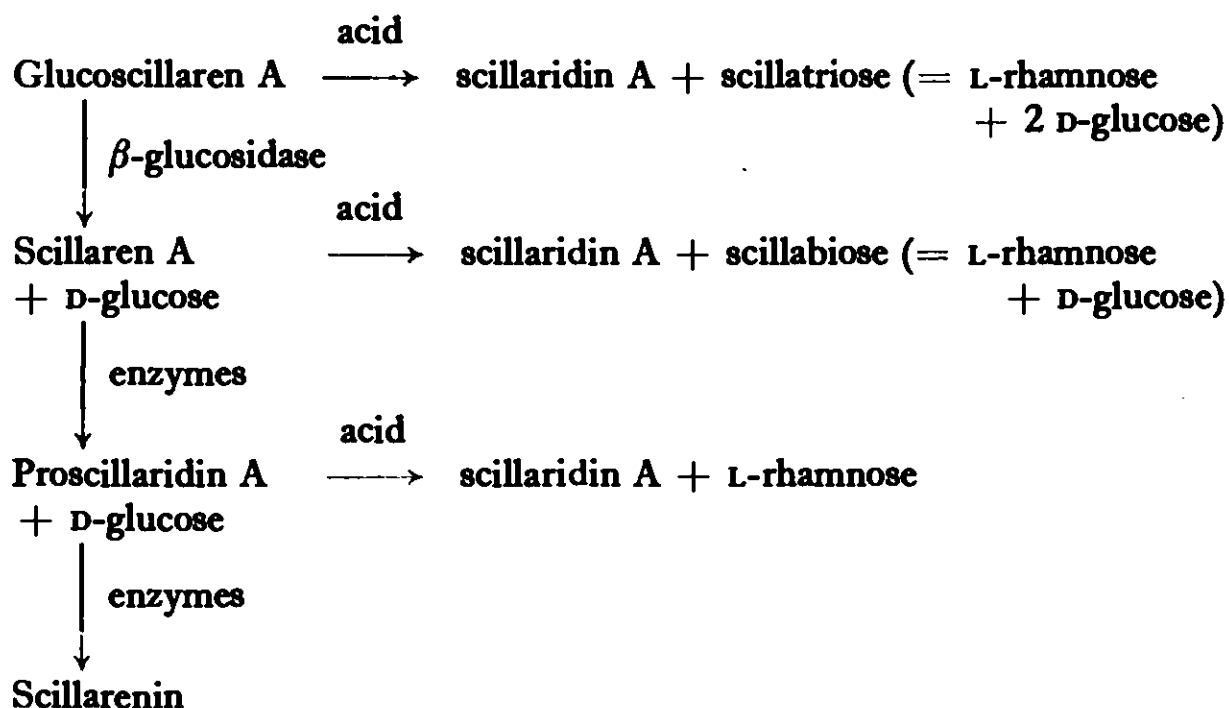 acid
Glucoscillaren A ⟶ scillaridin A + scillatriose (= L-rhamnose
+ 2 D-glucose)
β-glucosidase
acid
Scillaren A ⟶ scillaridin A + scillabiose (= L-rhamnose
+ D-glucose + D-glucose)
enzymes
acid
Proscillaridin A ⟶ scillaridin A + L-rhamnose
+ D-glucose
enzymes
Scillarenin